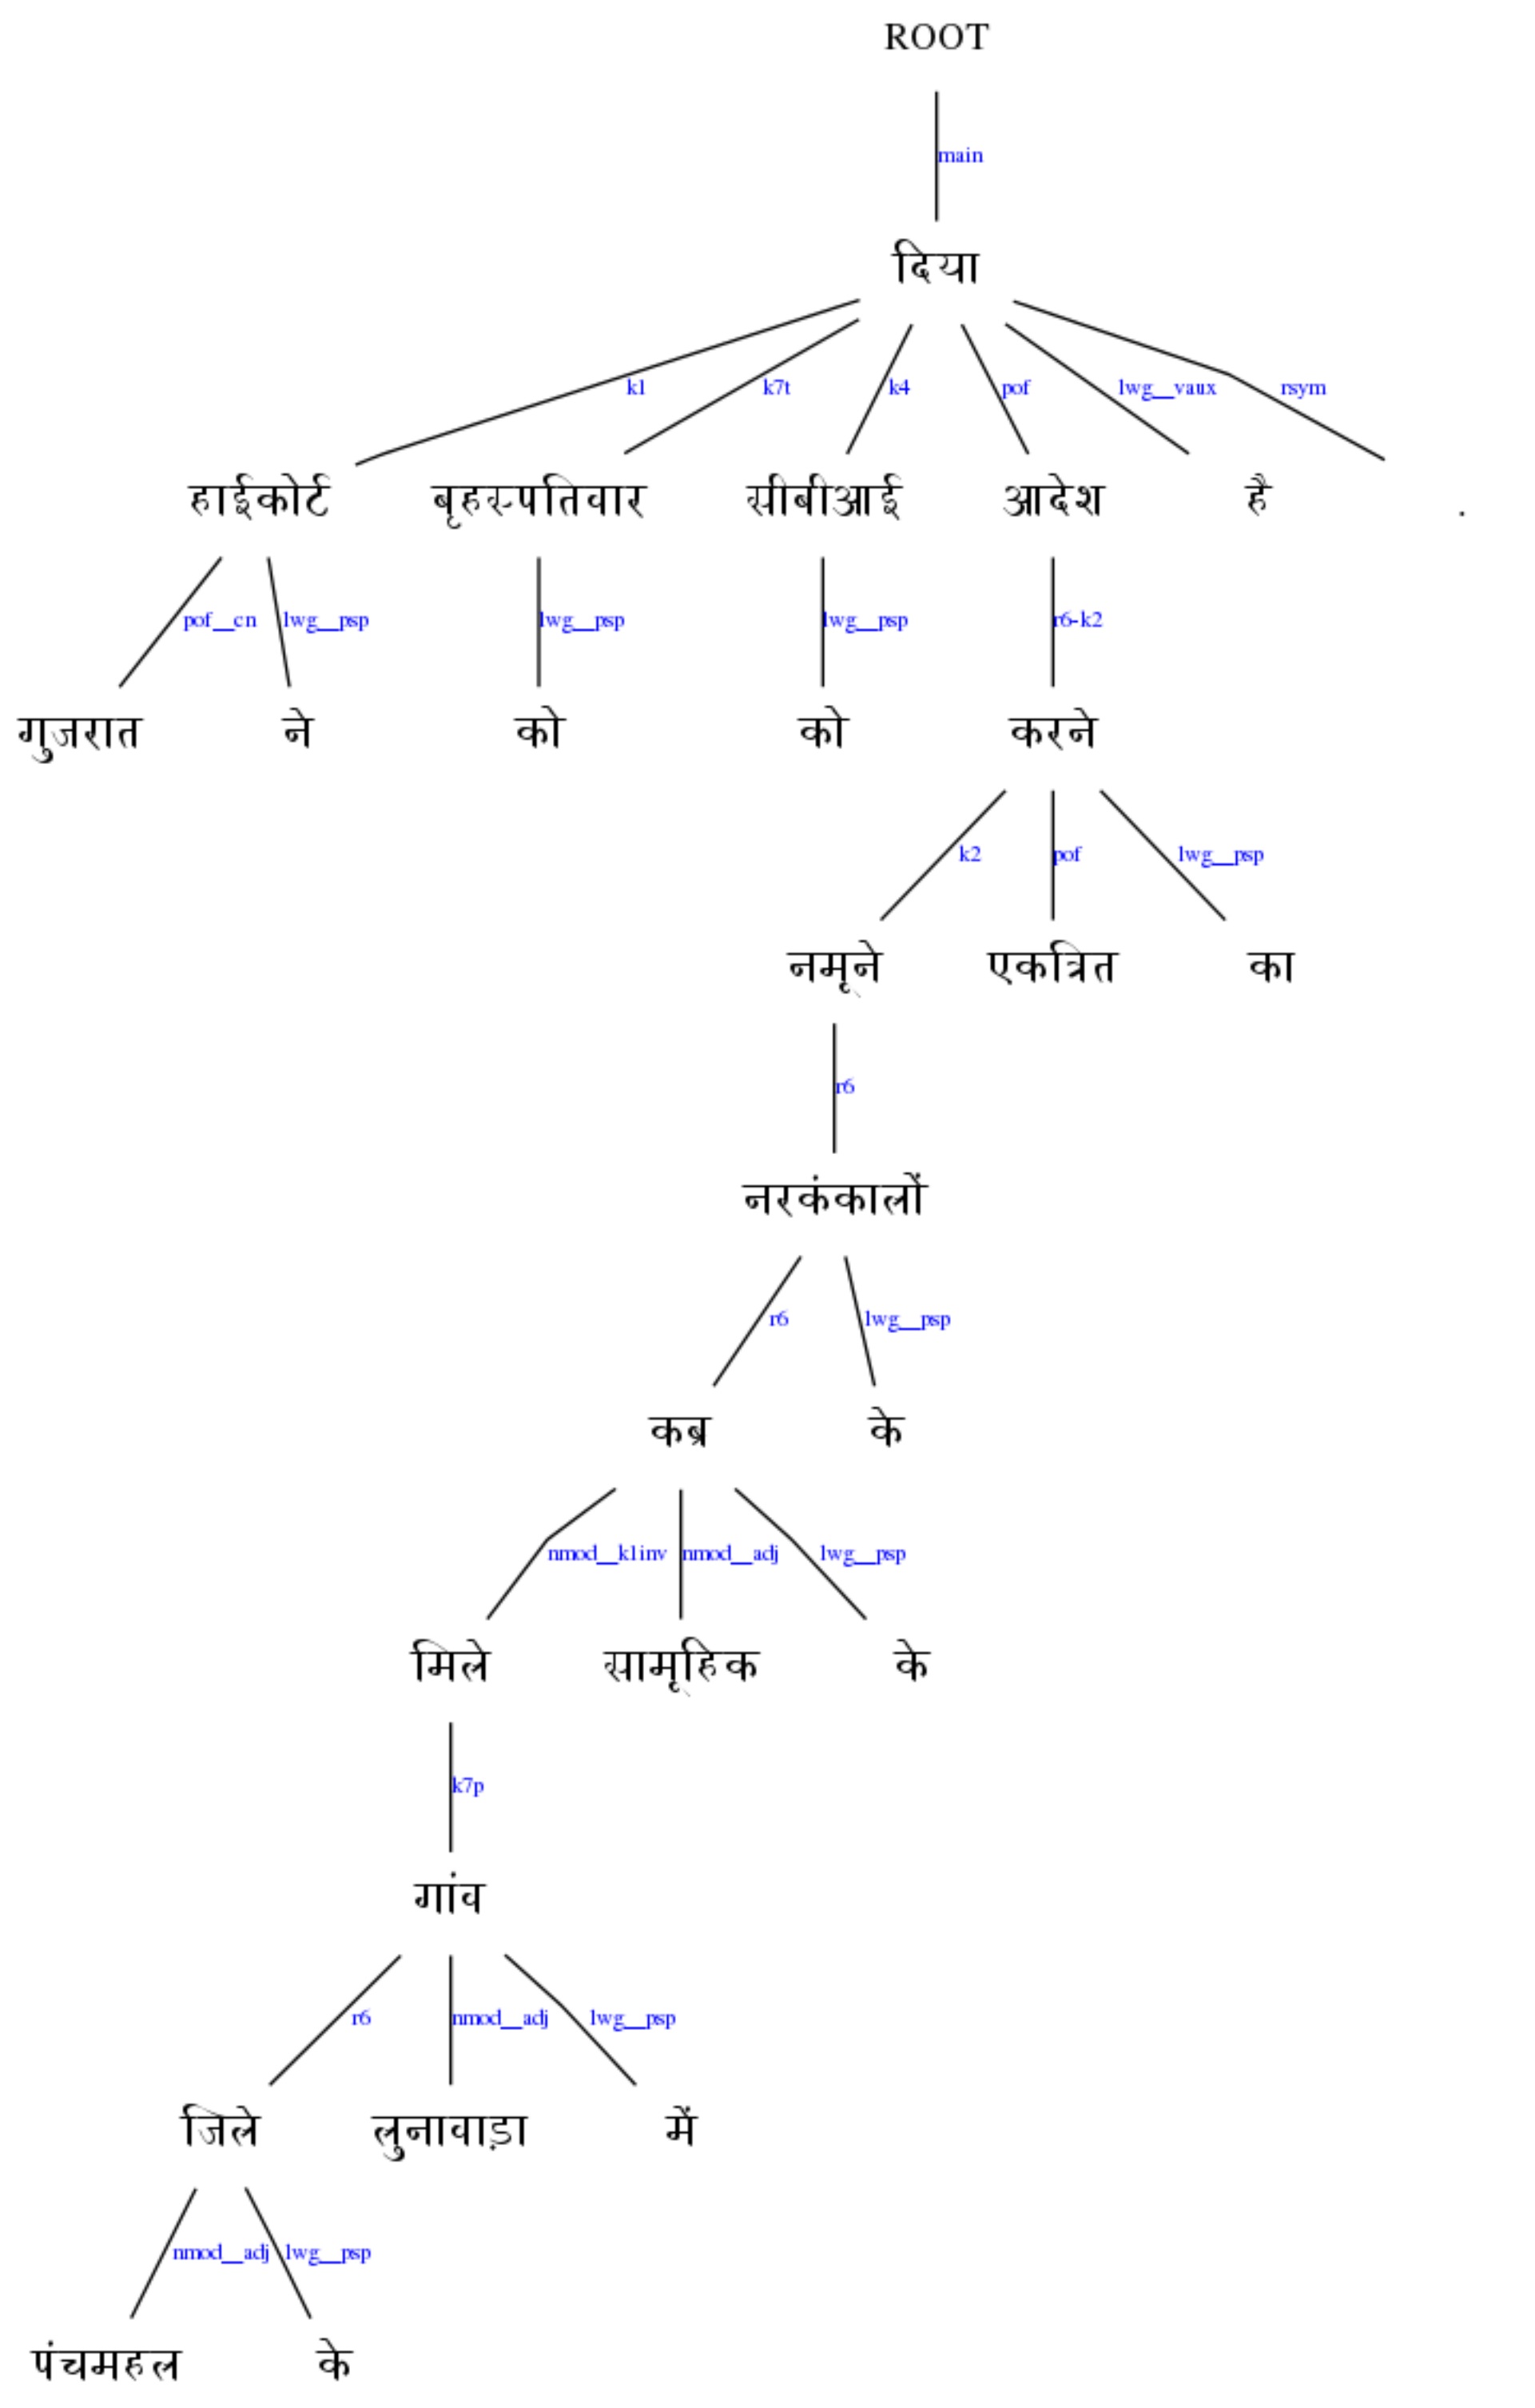 ROOT
main
दिया
k1 k7t k4 pof lwg__vaux rsym
हाईकोर्ट बृहस्पतिवार सीबीआई आदेश है .
pof__cn lwg__psp lwg__psp lwg__psp r6-k2
गुजरात ने को को करने
k2 pof lwg__psp
नमूने एकत्रित का
r6
नरकंकालों
r6 lwg__psp
कब्र के
nmod__k1inv nmod__adj lwg__psp
मिले सामूहिक के
k7p
गांव
r6 nmod__adj lwg__psp
जिले लुनावाड़ा में
nmod__adj lwg__psp
पंचमहल के